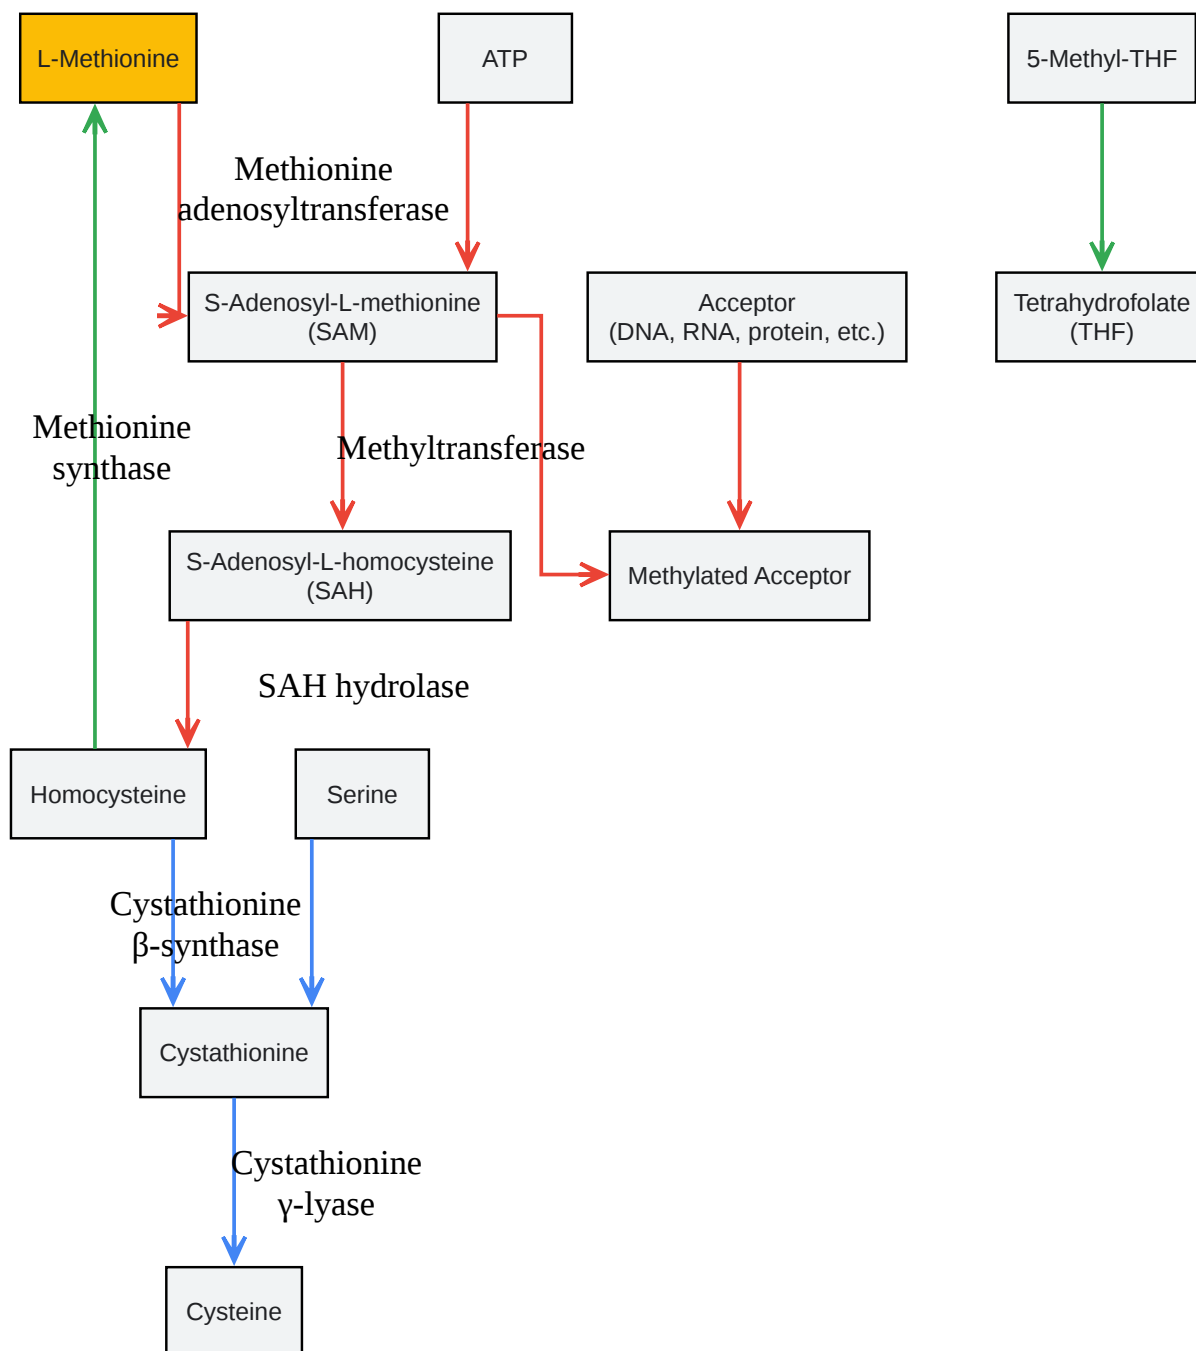 L-Methionine
ATP
5-Methyl-THF
Methionine
adenosyltransferase
S-Adenosyl-L-methionine
(SAM)
Acceptor
(DNA, RNA, protein, etc.)
Tetrahydrofolate
(THF)
Methionine
synthase
Methyltransferase
S-Adenosyl-L-homocysteine
(SAH)
Methylated Acceptor
SAH hydrolase
Homocysteine
Serine
Cystathionine
β-synthase
Cystathionine
Cystathionine
γ-lyase
Cysteine